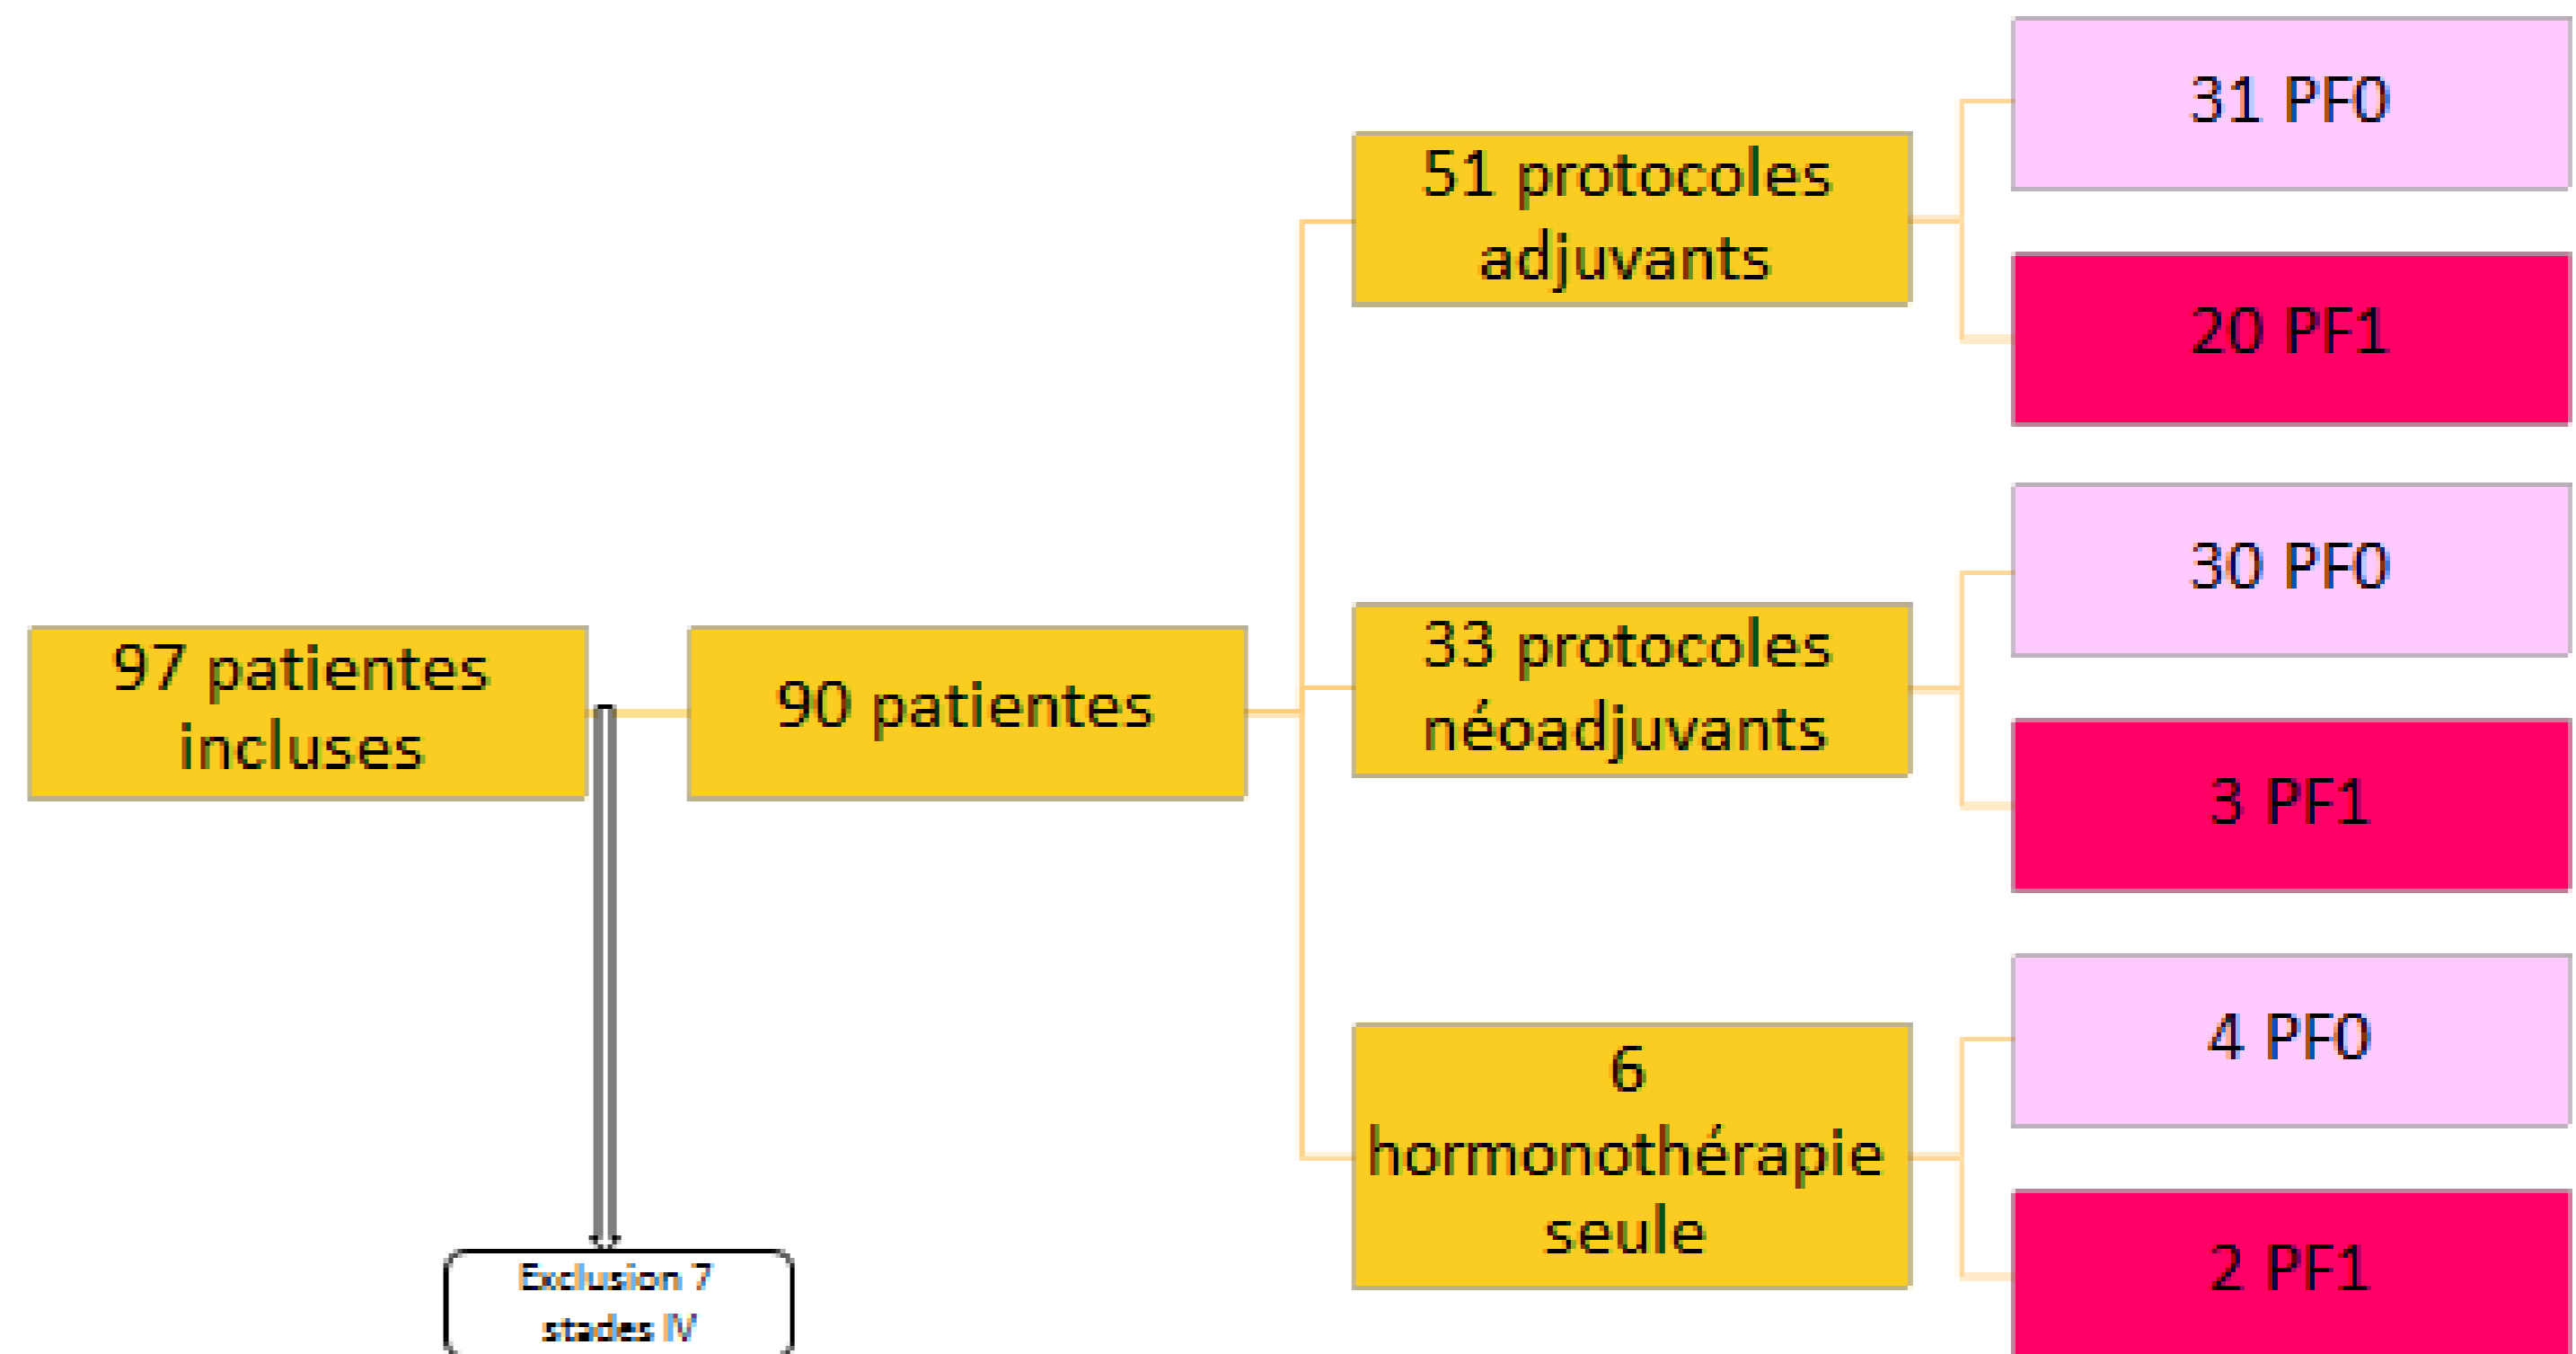 97 patientes
incluses
Exclusion 7
stades IV
90 patientes
51 protocoles
adjuvants
31 PF0
20 PF1
33 protocoles
néoadjuvants
30 PF0
3 PF1
6
hormonothérapie
seule
4 PF0
2 PF1